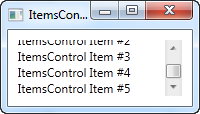 ItemsCon...
ItemsControl Item #2
ItemsControl Item #3
ItemsControl Item #4
ItemsControl Item #5